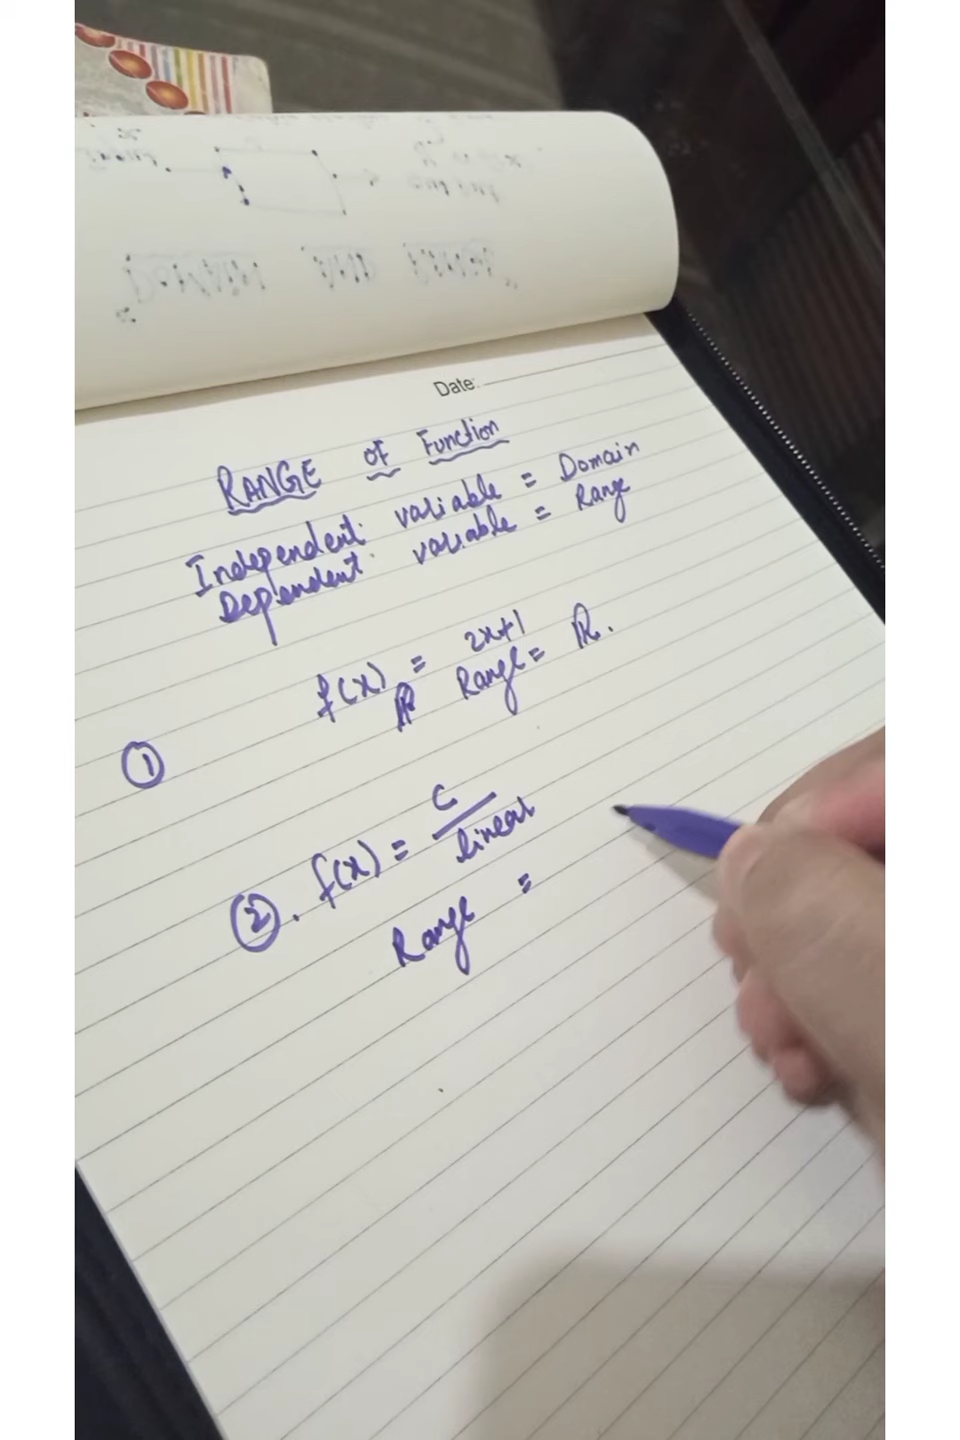 Date:
RANGE OF Function
Independent variable = Domain
Dependent variable = Range
f(x) = 2x+1
R Range = R.
①
② . f(x) = C / linear
Range =